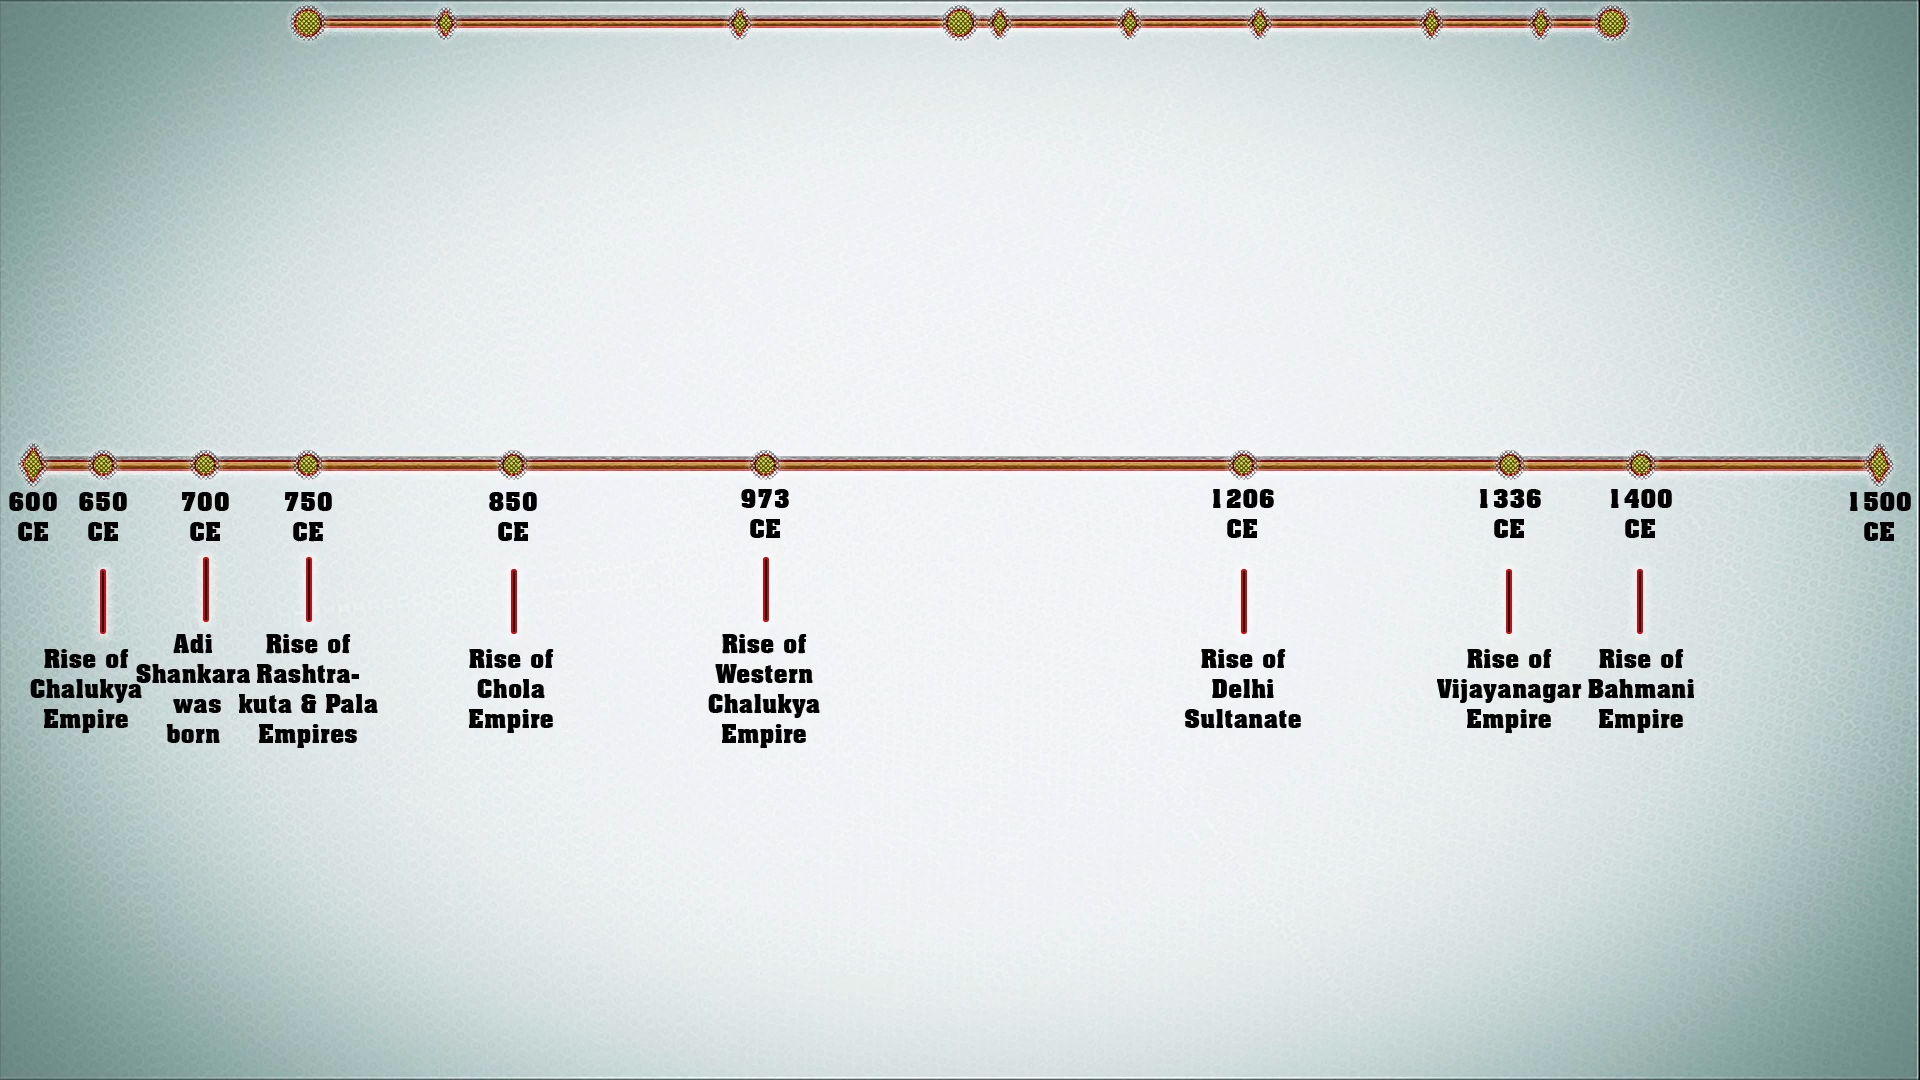 600
CE
650
CE
700
CE
750
CE
850
CE
973
CE
1206
CE
1336
CE
1400
CE
1500
CE
Rise of
Chalukya
Empire
Adi
Shankara
was
born
Rise of
Rashtra-
kuta & Pala
Empires
Rise of
Chola
Empire
Rise of
Western
Chalukya
Empire
Rise of
Delhi
Sultanate
Rise of
Vijayanagar
Empire
Rise of
Bahmani
Empire